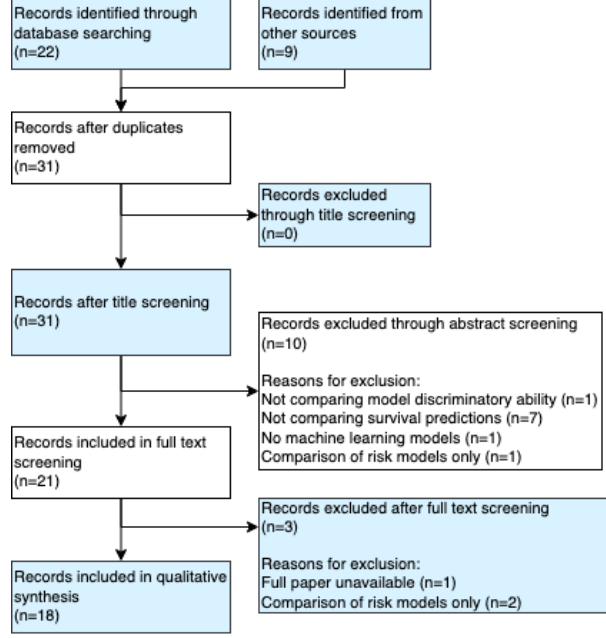 Records identified through
database searching
(n=22)
Records identified from
other sources
(n=9)
Records after duplicates
removed
(n=31)
Records excluded
through title screening
(n=0)
Records after title screening
(n=31)
Records excluded through abstract screening
(n=10)
Reasons for exclusion:
Not comparing model discriminatory ability (n=1)
Not comparing survival predictions (n=7)
No machine learning models (n=1)
Comparison of risk models only (n=1)
Records included in full text
screening
(n=21)
Records excluded after full text screening
(n=3)
Reasons for exclusion:
Full paper unavailable (n=1)
Comparison of risk models only (n=2)
Records included in qualitative
synthesis
(n=18)